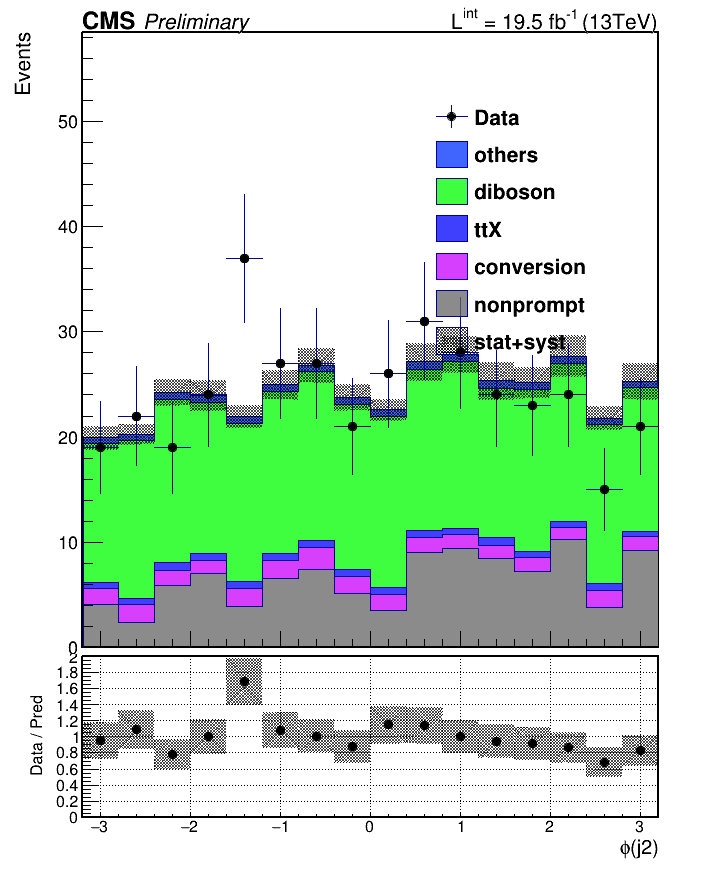 CMS Preliminary L^int = 19.5 fb^-1 (13TeV)
Events
50
40
30
20
10
0
Data
others
diboson
ttX
conversion
nonprompt
stat+syst
Data / Pred
2
1.8
1.6
1.4
1.2
1
0.8
0.6
0.4
0.2
0
−3 −2 −1 0 1 2 3
ϕ(j2)